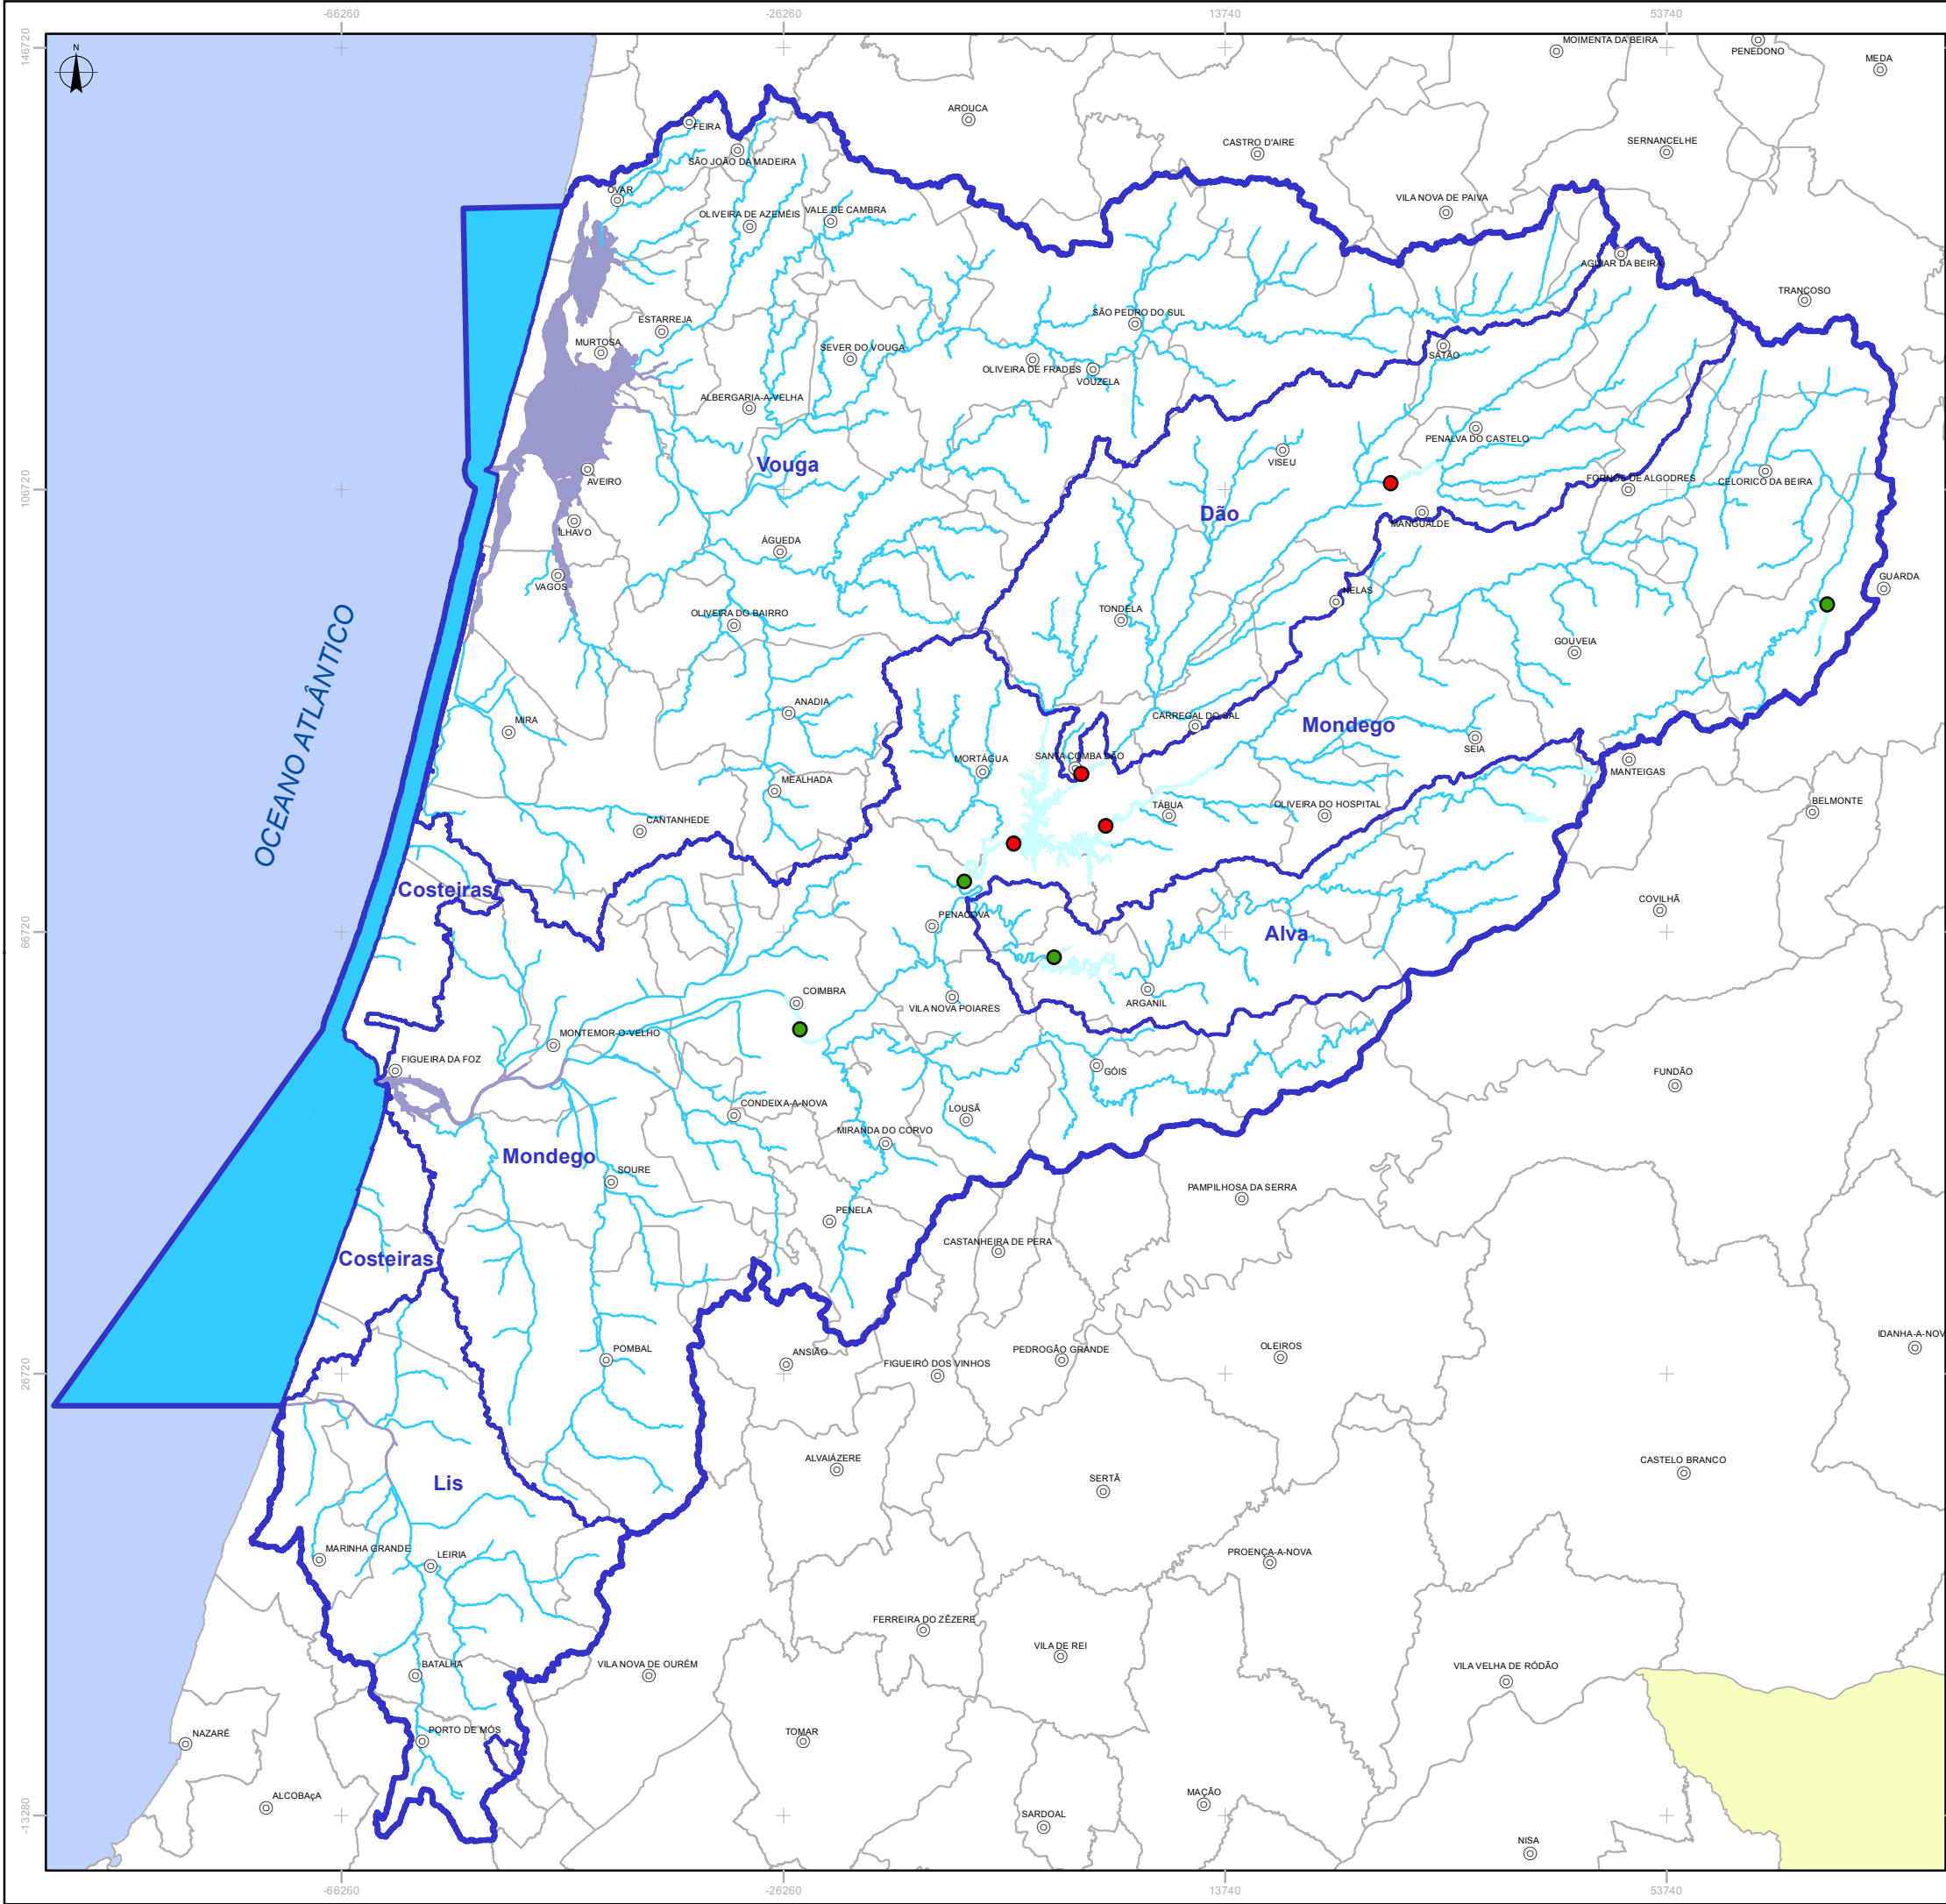 -66260
-26260
13740
53740
146720
N
MOIMENTA DA BEIRA
PENEDONO
MEDA
AROUCA
FEIRA
CASTRO D'AIRE
SERNANCELHE
SÃO JOÃO DA MADEIRA
OVAR
VILA NOVA DE PAIVA
OLIVEIRA DE AZEMÉIS
VALE DE CAMBRA
AGUIAR DA BEIRA
TRANCOSO
SÃO PEDRO DO SUL
ESTARREJA
MURTOSA
SEVER DO VOUGA
SÁTÃO
OLIVEIRA DE FRADES
VOUZELA
ALBERGARIA-A-VELHA
PENALVA DO CASTELO
VISEU
Vouga
AVEIRO
FORNOS DE ALGODRES
CELORICO DA BEIRA
106720
Dão
MANGUALDE
ÍLHAVO
ÁGUEDA
VAGOS
GUARDA
NELAS
OLIVEIRA DO BAIRRO
TONDELA
GOUVEIA
OCEANO ATLÂNTICO
ANADIA
MIRA
CARREGAL DO SAL
Mondego
SEIA
MORTÁGUA
SANTA COMBA DÃO
MANTEIGAS
MEALHADA
TÁBUA
OLIVEIRA DO HOSPITAL
BELMONTE
CANTANHEDE
Costeiras
COVILHÃ
PENACOVA
66720
Alva
COIMBRA
VILA NOVA POIARES
ARGANIL
MONTEMOR-O-VELHO
FIGUEIRA DA FOZ
GÓIS
FUNDÃO
CONDEIXA-A-NOVA
LOUSÃ
MIRANDA DO CORVO
Mondego
SOURE
PAMPILHOSA DA SERRA
PENELA
CASTANHEIRA DE PERA
Costeiras
IDANHA-A-NOV
POMBAL
ANSIÃO
FIGUEIRÓ DOS VINHOS
PEDROGÃO GRANDE
OLEIROS
26720
ALVAIÁZERE
CASTELO BRANCO
Lis
SERTÃ
MARINHA GRANDE
LEIRIA
PROENÇA-A-NOVA
FERREIRA DO ZÊZERE
VILA DE REI
BATALHA
VILA NOVA DE OURÉM
VILA VELHA DE RÓDÃO
NAZARÉ
PORTO DE MÓS
TOMAR
ALCOBAçA
MAÇÃO
SARDOAL
-13280
NISA
-66260
-26260
13740
53740